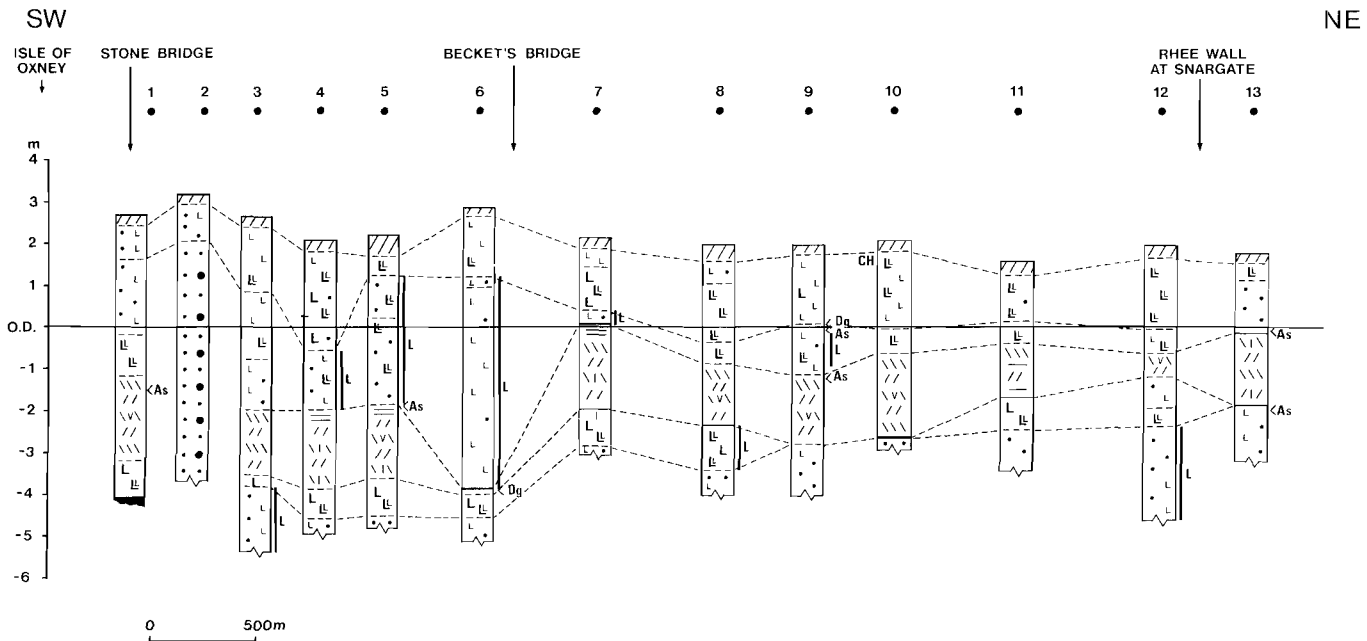 SW
NE
ISLE OF
OXNEY
STONE BRIDGE
BECKET'S BRIDGE
RHEE WALL
AT SNARGATE
1 2 3 4 5 6 7 8 9 10 11 12 13
m
4
3
2
1
O.D.
-1
-2
-3
-4
-5
-6
As
L
L
As
L
L
Dg
L
L
Dg
As
L
As
CH
L
As
As
0 500m